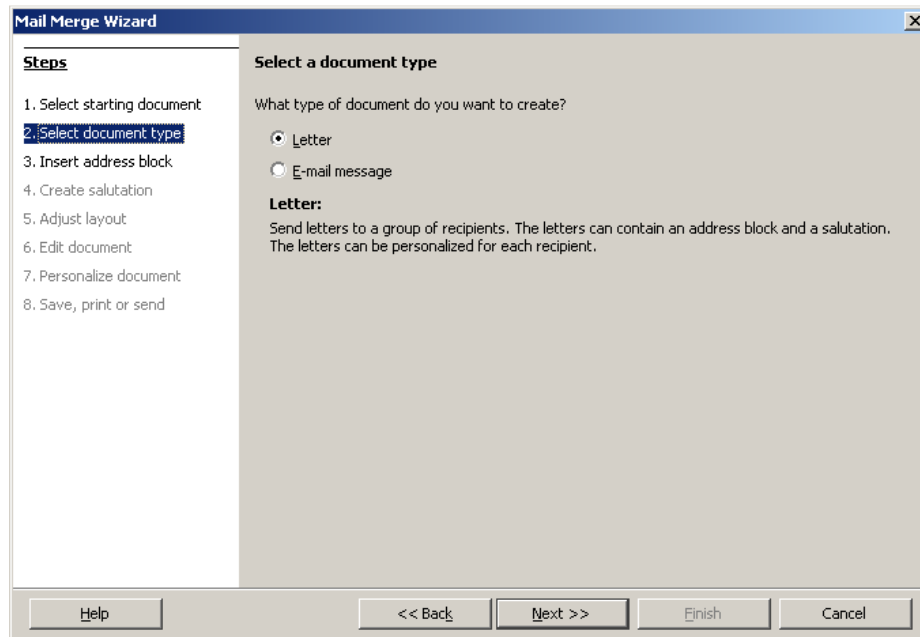 Mail Merge Wizard
Steps
1. Select starting document
2. Select document type
3. Insert address block
4. Create salutation
5. Adjust layout
6. Edit document
7. Personalize document
8. Save, print or send
Select a document type
What type of document do you want to create?
Letter
E-mail message
Letter:
Send letters to a group of recipients. The letters can contain an address block and a salutation.
The letters can be personalized for each recipient.
Help
<< Back
Next >>
Finish
Cancel